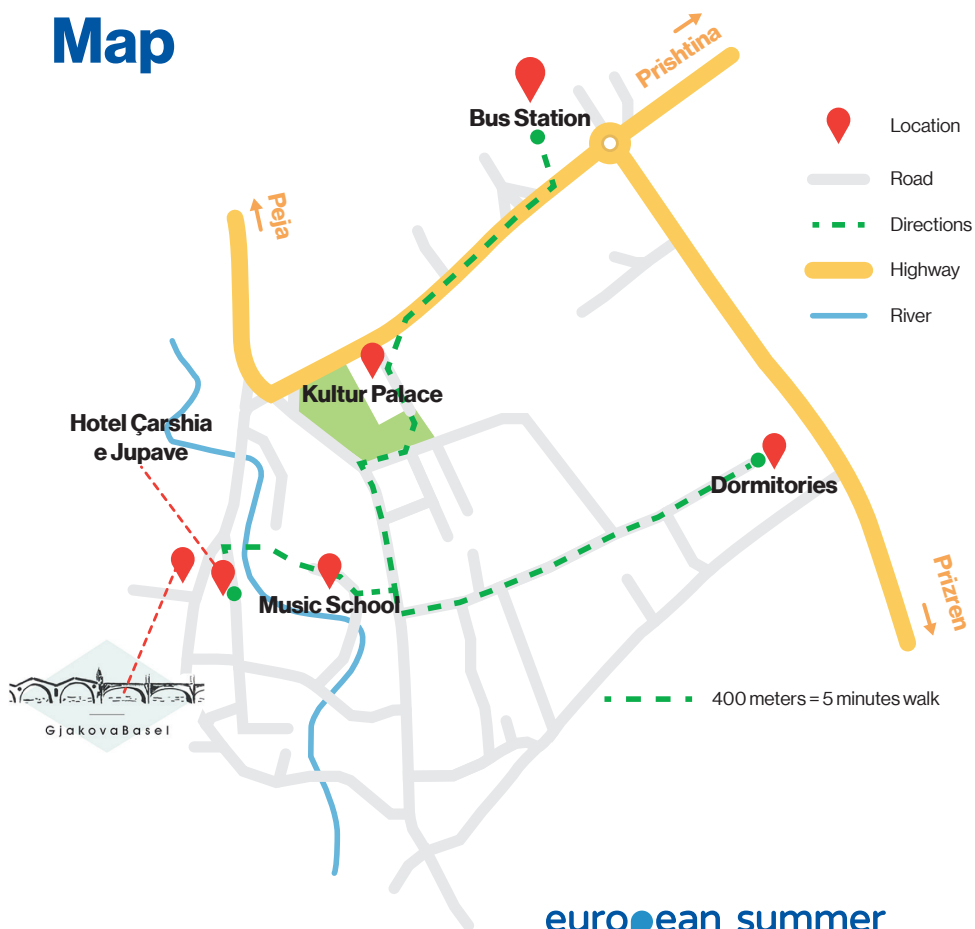 Map
Prishtina
Bus Station
Location
Road
Directions
Highway
River
Peja
Kultur Palace
Hotel Çarshia
e Jupave
Dormitories
Music School
Prizren
400 meters = 5 minutes walk
GjakovaBasel
european summer